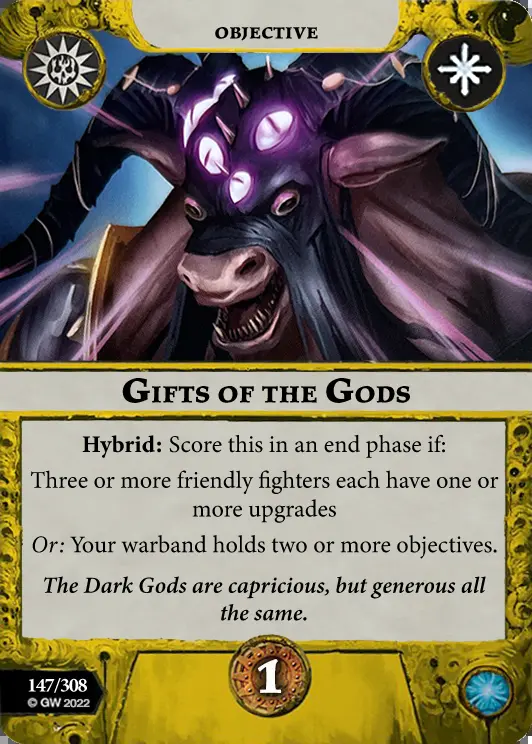 OBJECTIVE
GIFTS OF THE GODS
Hybrid: Score this in an end phase if:
Three or more friendly fighters each have one or
more upgrades
Or: Your warband holds two or more objectives.
The Dark Gods are capricious, but generous all
the same.
1
147/308
© GW 2022